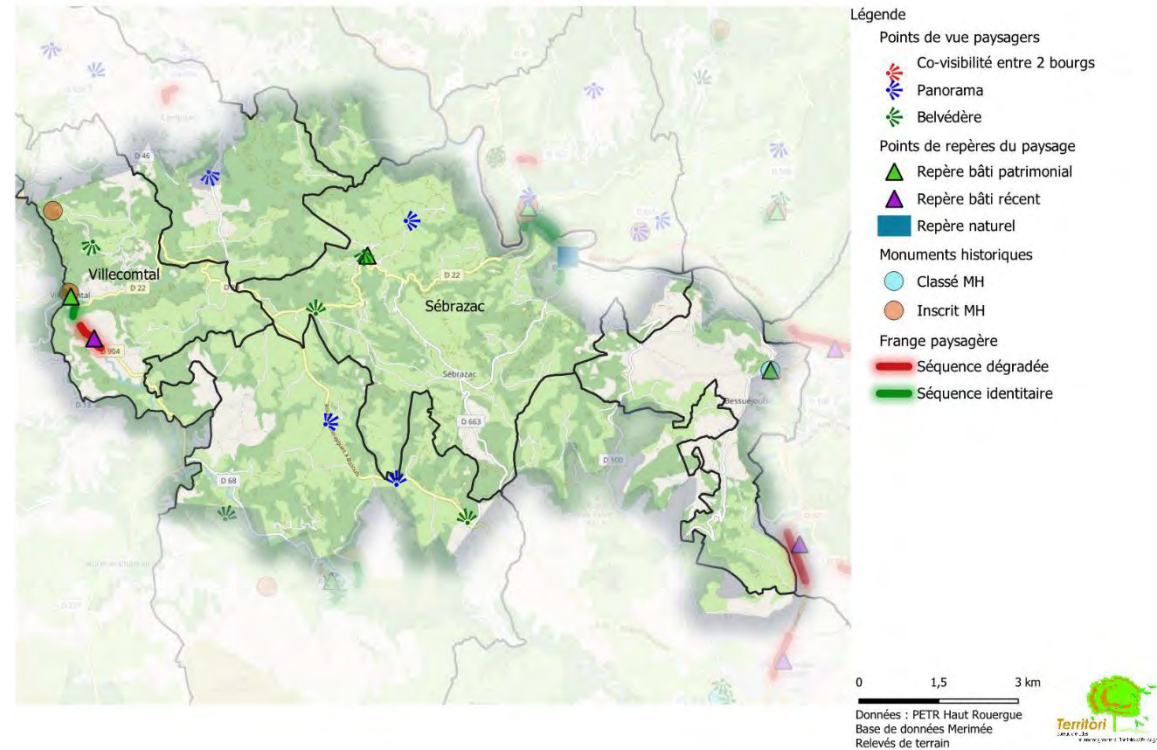 Légende
Points de vue paysagers
Co-visibilité entre 2 bourgs
Panorama
Belvédère
Points de repères du paysage
Repère bâti patrimonial
Repère bâti récent
Repère naturel
Monuments historiques
Classé MH
Inscrit MH
Frange paysagère
Séquence dégradée
Séquence identitaire
D 46
Villecomtal
D 22
D 904
D 22
Sébrazac
Sébrazac
D 663
Bessuéjouls
D 100
D 68
0 1,5 3 km
Données : PETR Haut Rouergue
Base de données Merimée
Relevés de terrain
Territori